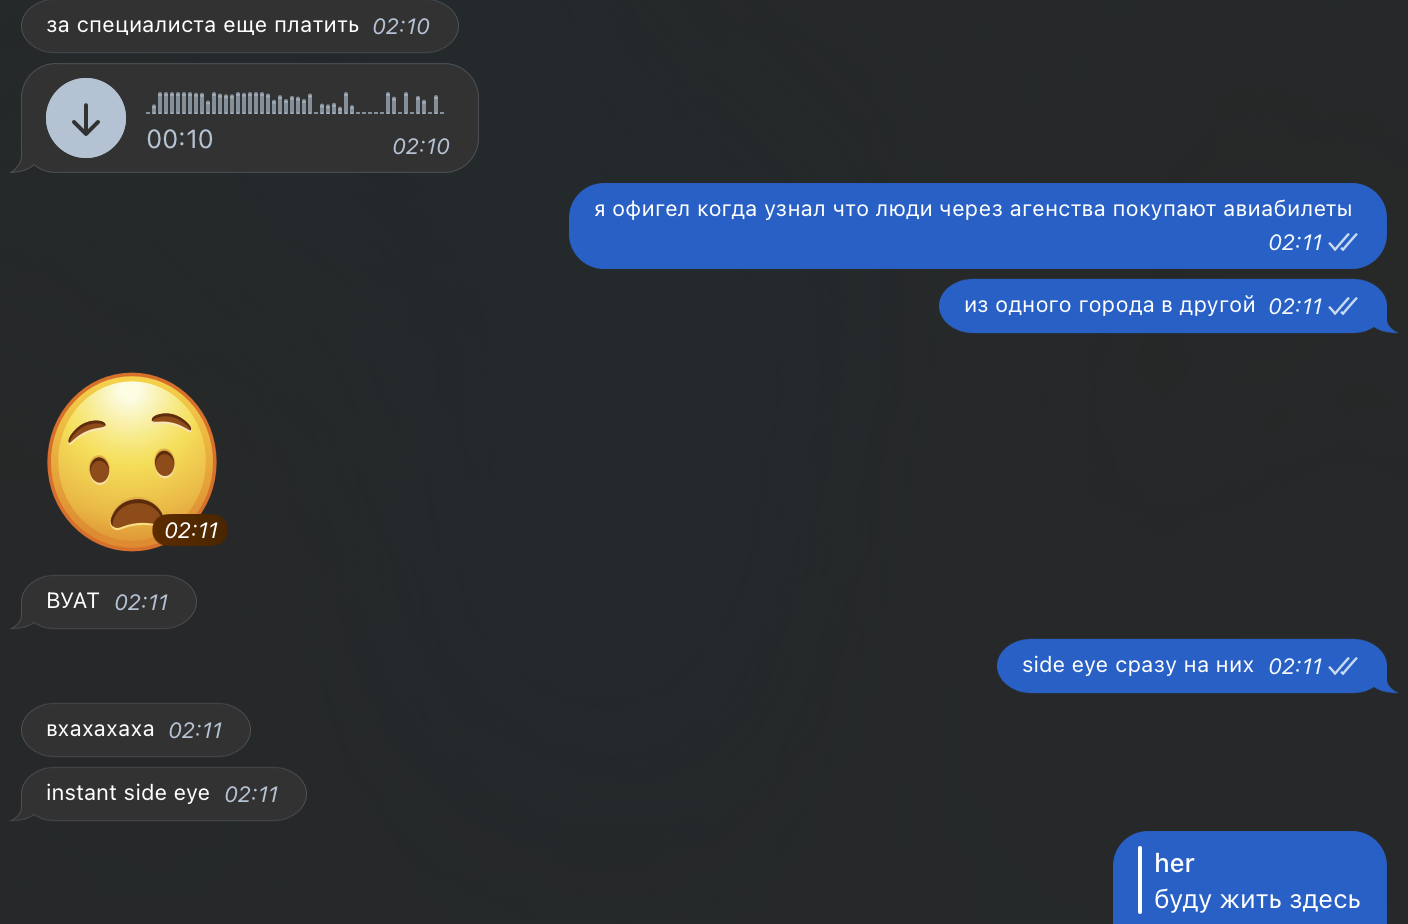 за специалиста еще платить 02:10
00:10
02:10
я офигел когда узнал что люди через агенства покупают авиабилеты
02:11
из одного города в другой 02:11
02:11
ВУАТ 02:11
side eye сразу на них 02:11
вхахахаха 02:11
instant side eye 02:11
her
буду жить здесь